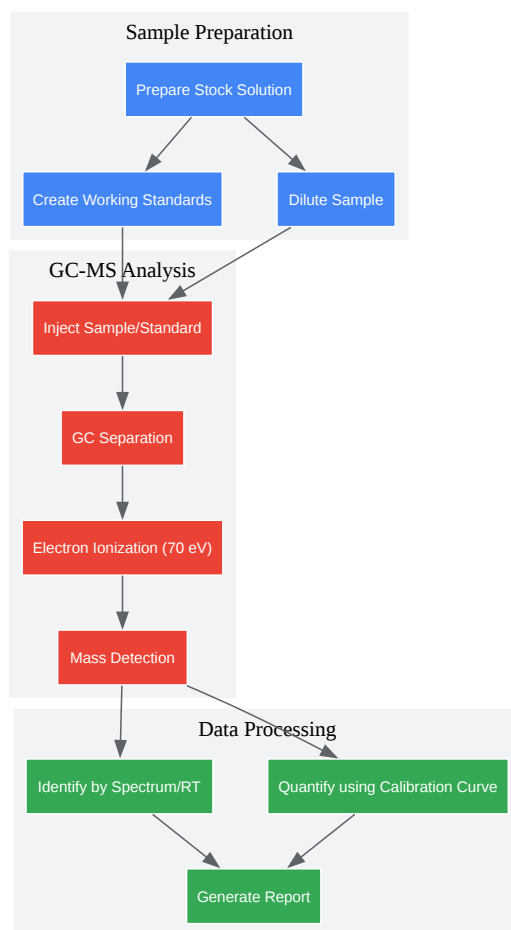 Sample Preparation
Prepare Stock Solution
Create Working Standards
Dilute Sample
GC-MS Analysis
Inject Sample/Standard
GC Separation
Electron Ionization (70 eV)
Mass Detection
Data Processing
Identify by Spectrum/RT
Quantify using Calibration Curve
Generate Report